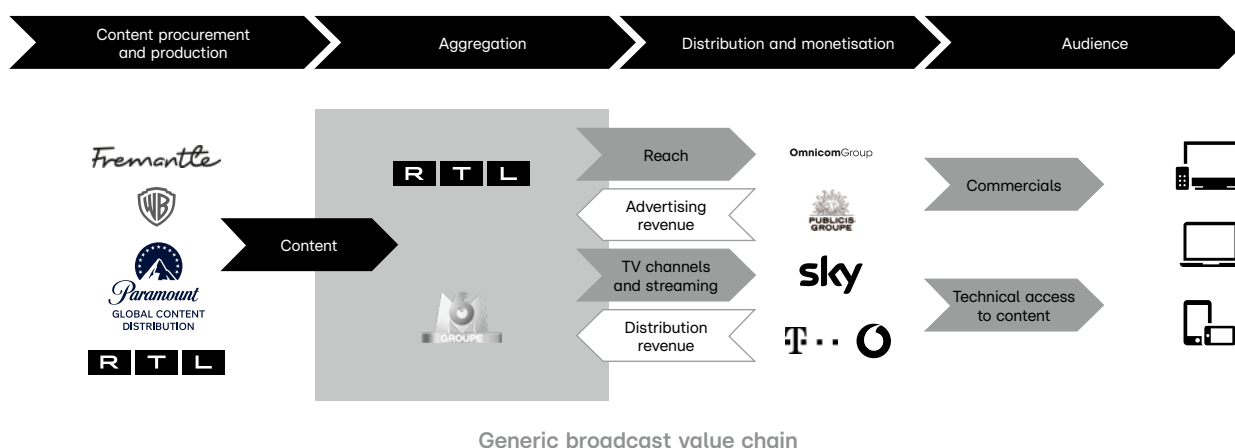 Content procurement
and production
Aggregation
Distribution and monetisation
Audience
Fremantle
WB
Paramount
GLOBAL CONTENT
DISTRIBUTION
RTL
Content
RTL
6
GROUPE
Reach
Advertising
revenue
TV channels
and streaming
Distribution
revenue
OmnicomGroup
PUBLICIS
GROUPE
sky
T
Commercials
Technical access
to content
Generic broadcast value chain